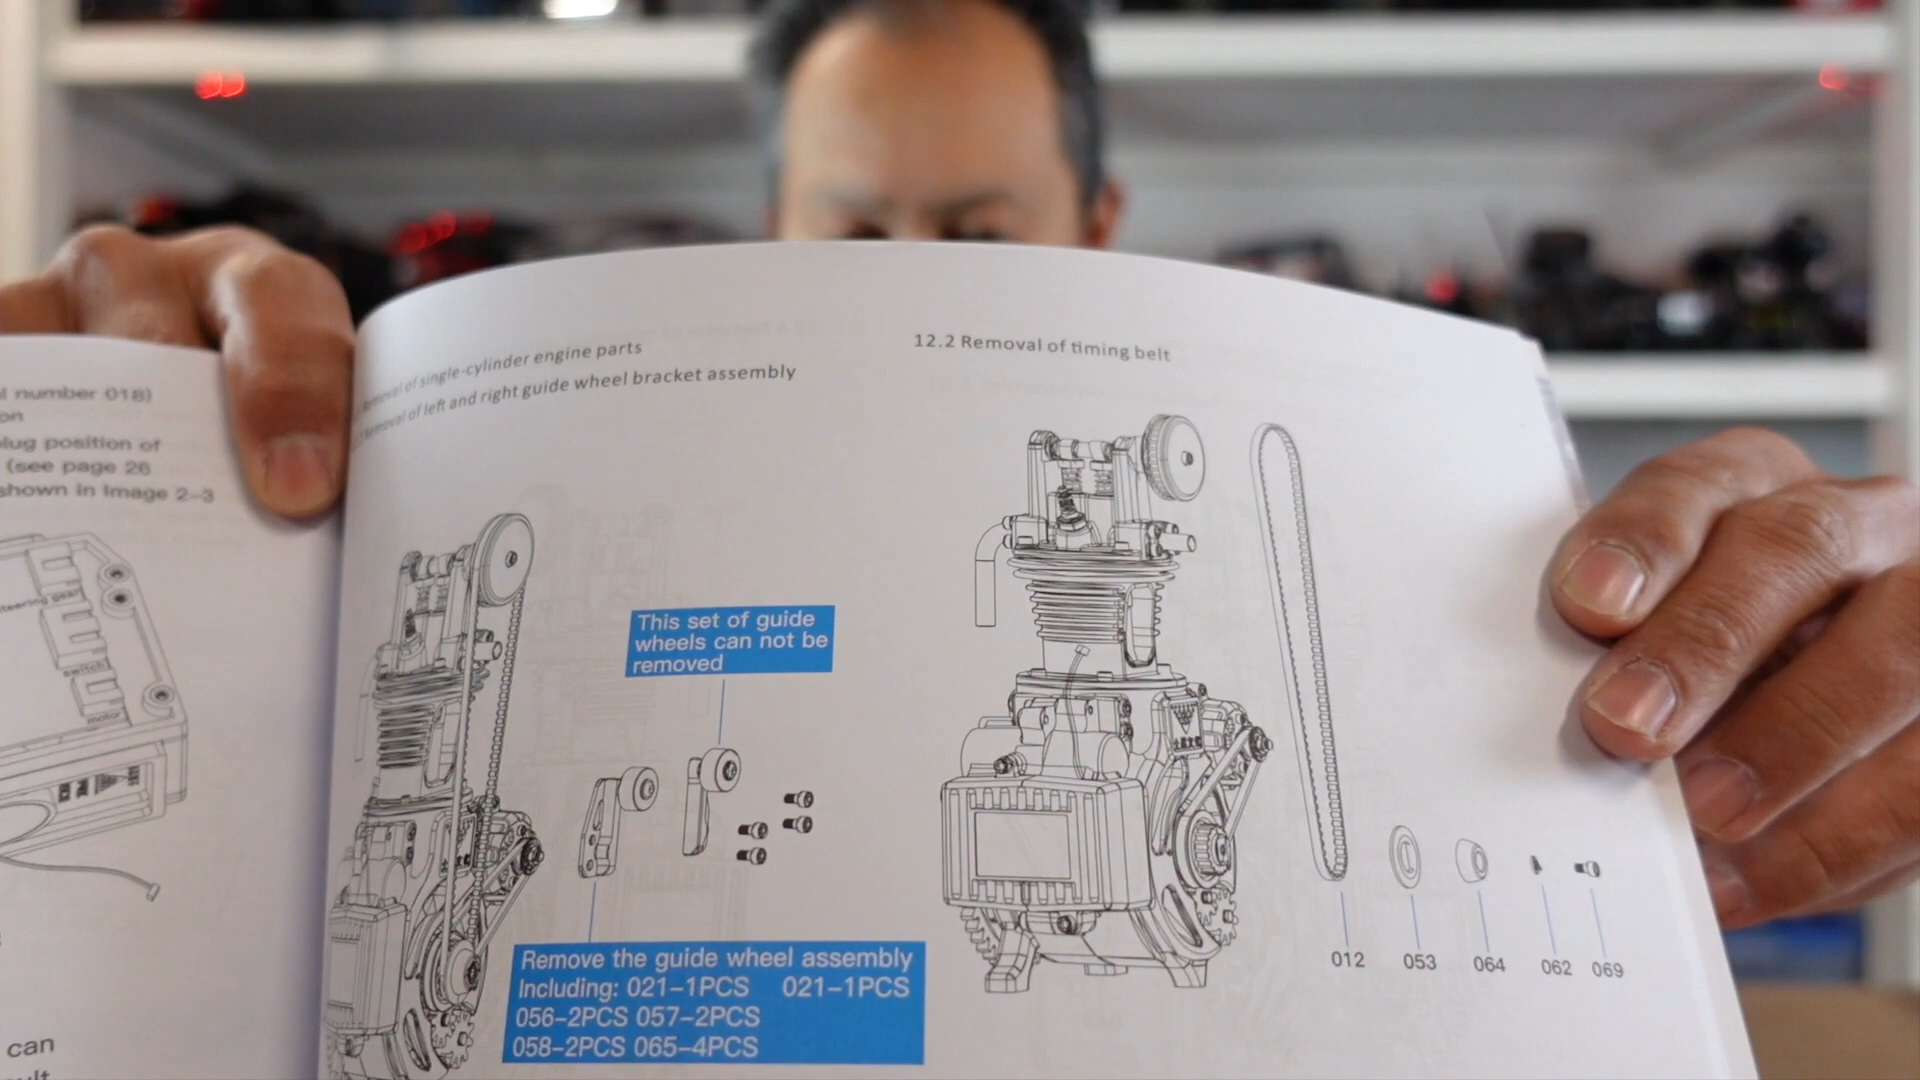 l number 018)
on
plug position of
(see page 26
shown in Image 2-3
steering gear
switch
motor
can
ult
Removal of single-cylinder engine parts
Removal of left and right guide wheel bracket assembly
This set of guide
wheels can not be
removed
Remove the guide wheel assembly
Including: 021-1PCS 021-1PCS
056-2PCS 057-2PCS
058-2PCS 065-4PCS
12.2 Removal of timing belt
012 053 064 062 069